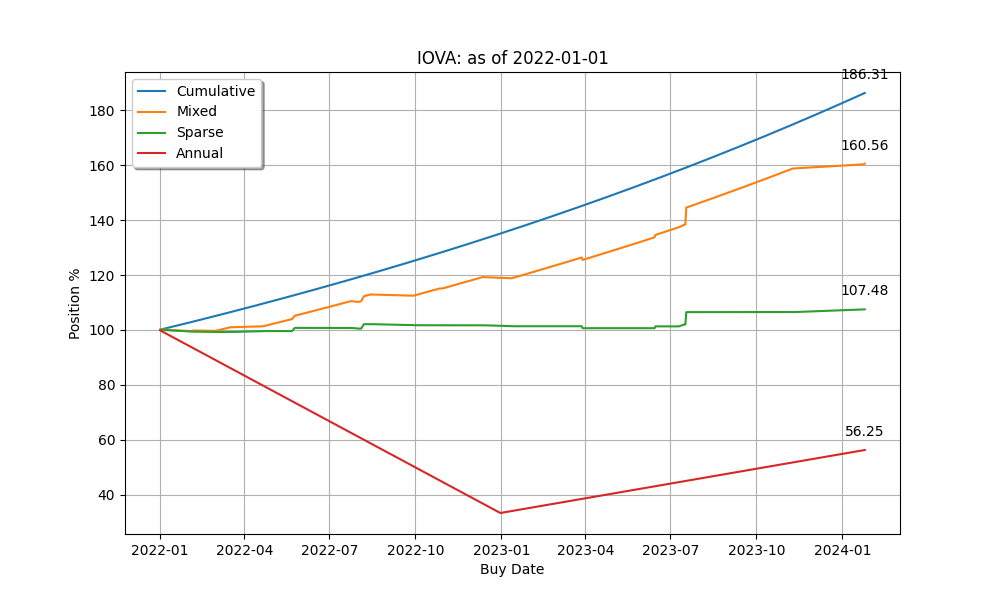 IOVA: as of 2022-01-01
Cumulative
Mixed
Sparse
Annual
186.31
160.56
107.48
56.25
180
160
140
120
100
80
60
40
Position %
2022-01 2022-04 2022-07 2022-10 2023-01 2023-04 2023-07 2023-10 2024-01
Buy Date